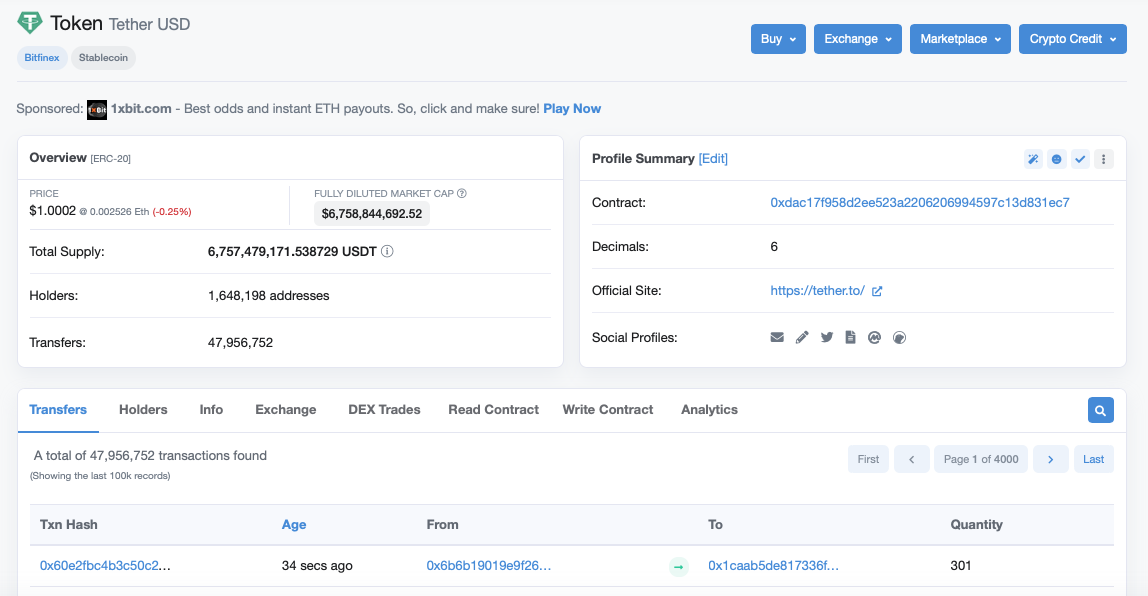 Token Tether USD
Buy Exchange Marketplace Crypto Credit
Bitfinex Stablecoin
Sponsored: 1xBit 1xbit.com - Best odds and instant ETH payouts. So, click and make sure! Play Now
Overview [ERC-20]
PRICE
$1.0002 @ 0.002526 Eth (-0.25%)
FULLY DILUTED MARKET CAP
$6,758,844,692.52
Total Supply: 6,757,479,171.538729 USDT
Holders: 1,648,198 addresses
Transfers: 47,956,752
Profile Summary [Edit]
Contract: 0xdac17f958d2ee523a2206206994597c13d831ec7
Decimals: 6
Official Site: https://tether.to/
Social Profiles:
Transfers Holders Info Exchange DEX Trades Read Contract Write Contract Analytics
A total of 47,956,752 transactions found
(Showing the last 100k records)
First Page 1 of 4000 Last
Txn Hash Age From To Quantity
0x60e2fbc4b3c50c2... 34 secs ago 0x6b6b19019e9f26... 0x1caab5de817336f... 301